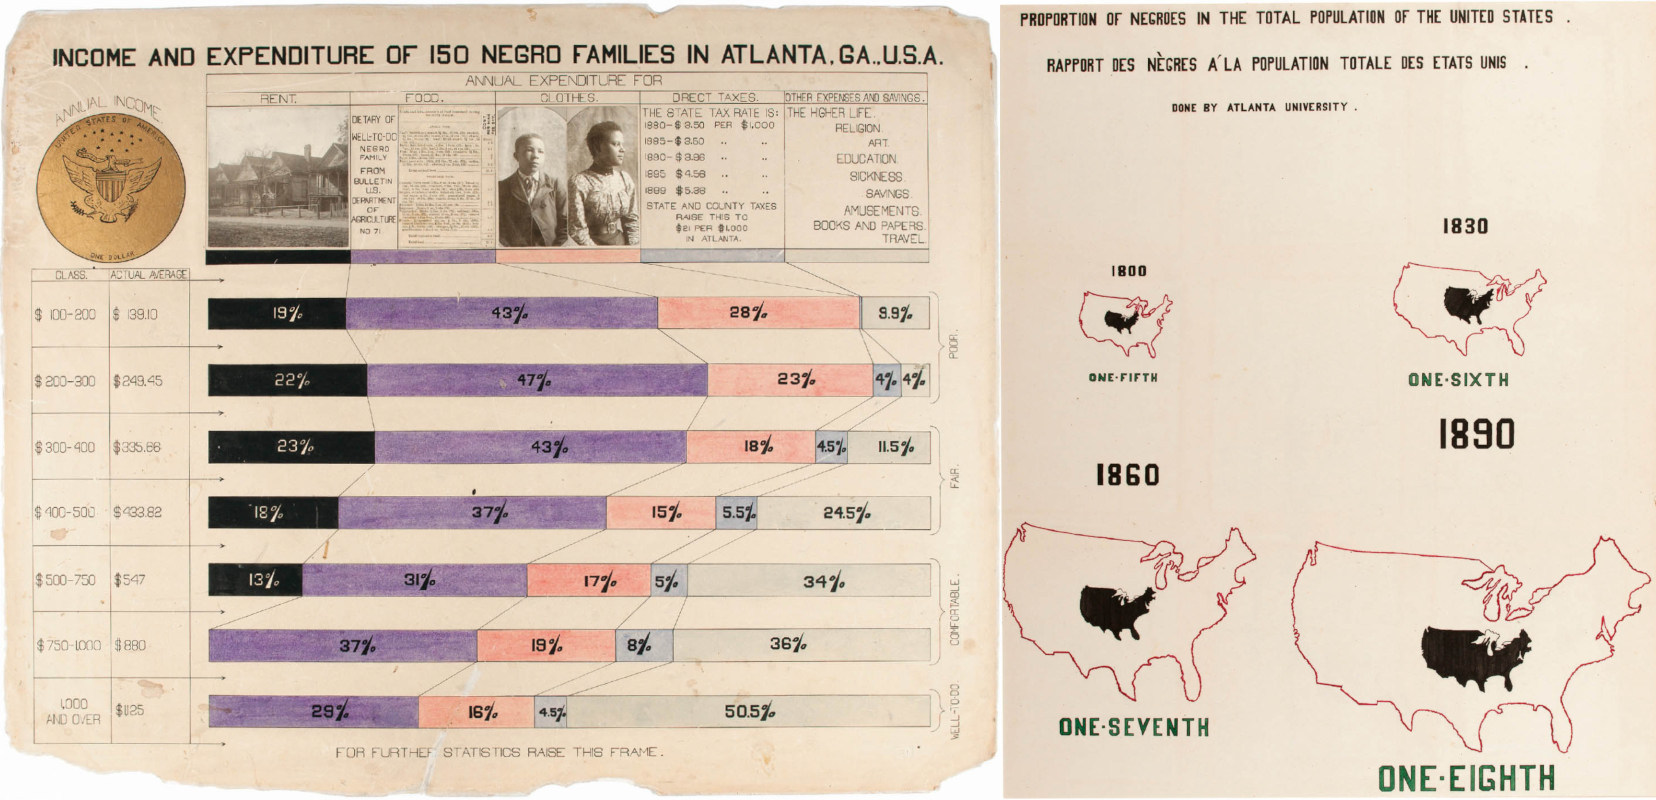 INCOME AND EXPENDITURE OF 150 NEGRO FAMILIES IN ATLANTA, GA., U.S.A.
ANNUAL INCOME.
UNITED STATES OF AMERICA
ONE DOLLAR
ANNUAL EXPENDITURE FOR
RENT. FOOD. CLOTHES. DIRECT TAXES. OTHER EXPENSES AND SAVINGS.
DIETARY OF
WELL-TO-DO
NEGRO
FAMILY
FROM
BULLETIN
U.S.
DEPARTMENT
OF
AGRICULTURE
NO 71
THE STATE TAX RATE IS:
1880-$3.50 PER $1,000
1885-$3.50 " "
1890-$3.96 " "
1895 $4.56 " "
1899 $5.36 " "
STATE AND COUNTY TAXES
RAISE THIS TO
$21 PER $1,000
IN ATLANTA.
THE HIGHER LIFE.
RELIGION
ART.
EDUCATION
SICKNESS.
SAVINGS.
AMUSEMENTS.
BOOKS AND PAPERS.
TRAVEL
CLASS. ACTUAL AVERAGE
$ 100-200 $ 139.10 19% 43% 28% 9.9%
POOR.
$ 200-300 $249.45 22% 47% 23% 4% 4%
$ 300-400 $335.66 23% 43% 18% 4.5% 11.5%
FAIR.
$ 400-500 $433.82 18% 37% 15% 5.5% 24.5%
$ 500-750 $547 13% 31% 17% 5% 34%
COMFORTABLE.
$ 750-1000 $ 880 37% 19% 8% 36%
1,000
AND OVER $1125 29% 16% 4.5% 50.5%
WELL-TO-DO
FOR FURTHER STATISTICS RAISE THIS FRAME.
PROPORTION OF NEGROES IN THE TOTAL POPULATION OF THE UNITED STATES .
RAPPORT DES NÈGRES A´LA POPULATION TOTALE DES ETATS UNIS .
DONE BY ATLANTA UNIVERSITY .
1800
ONE-FIFTH
1830
ONE-SIXTH
1860
ONE-SEVENTH
1890
ONE-EIGHTH